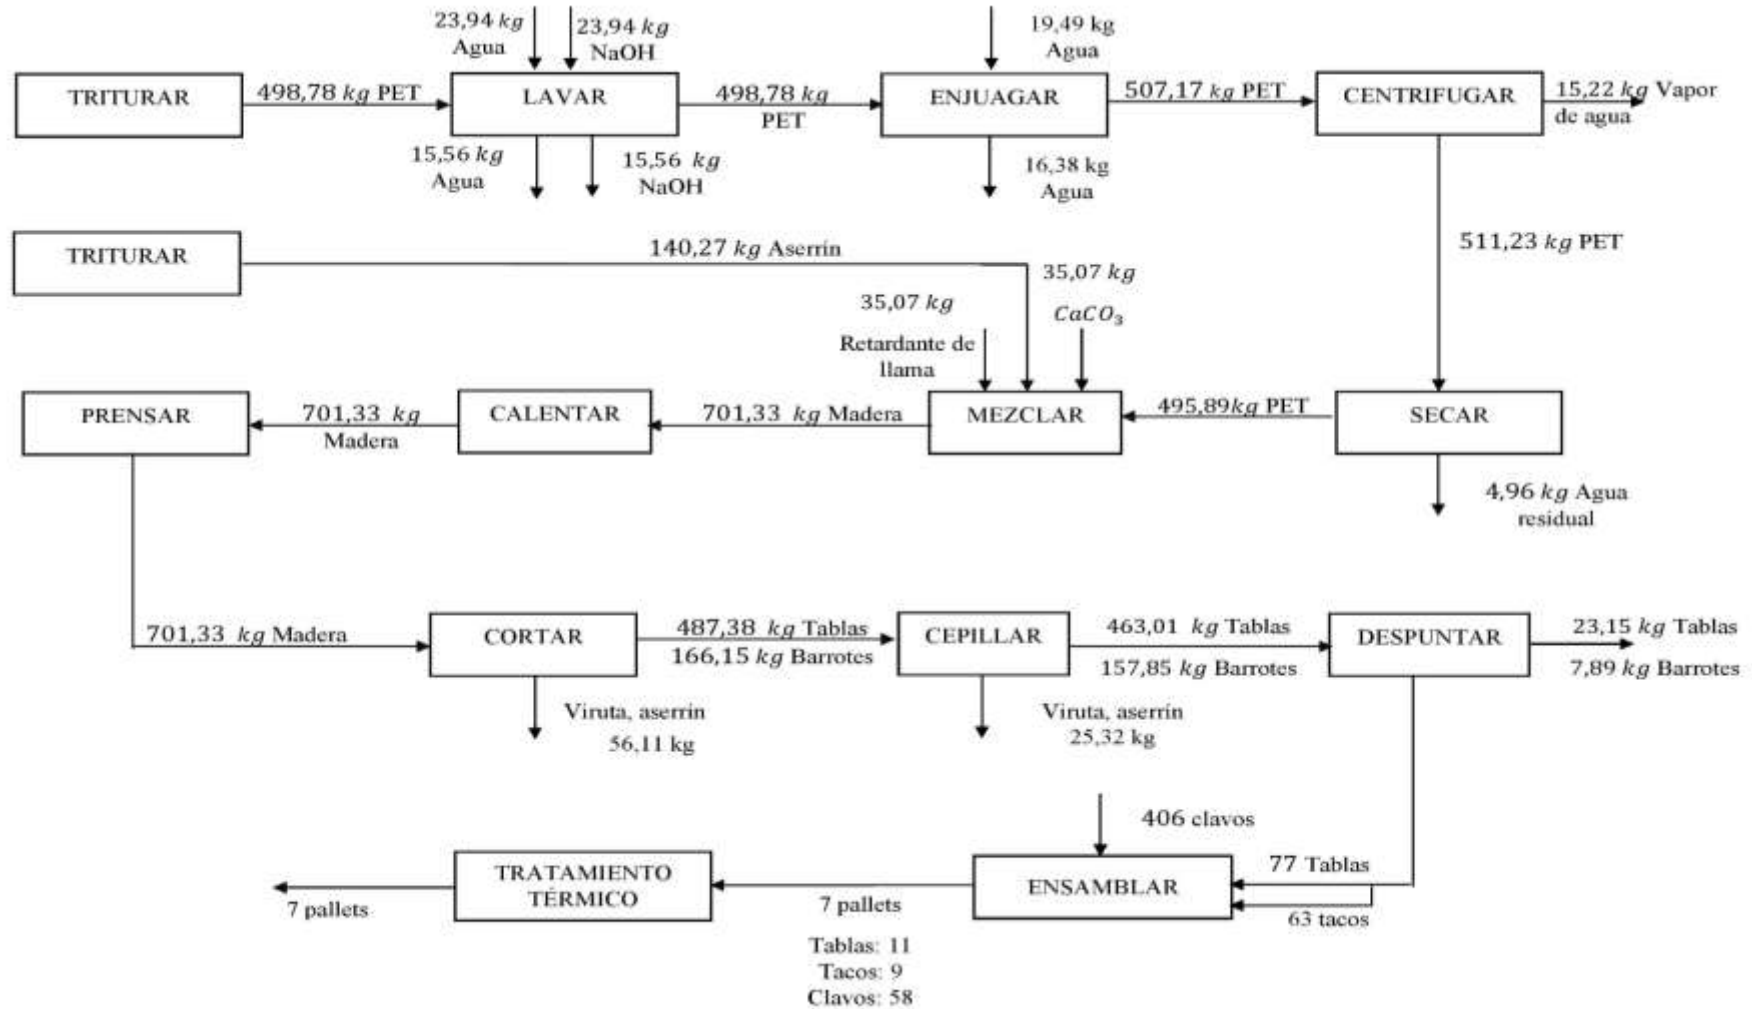 23,94 kg
Agua
23,94 kg
NaOH
19,49 kg
Agua
TRITURAR
498,78 kg PET
LAVAR
498,78 kg
PET
ENJUAGAR
507,17 kg PET
CENTRIFUGAR
15,22 kg Vapor
de agua
15,56 kg
Agua
15,56 kg
NaOH
16,38 kg
Agua
TRITURAR
140,27 kg Aserrín
511,23 kg PET
35,07 kg
Retardante de
llama
35,07 kg
CaCO₃
PRENSAR
701,33 kg
Madera
CALENTAR
701,33 kg Madera
MEZCLAR
495,89kg PET
SECAR
4,96 kg Agua
residual
701,33 kg Madera
CORTAR
487,38 kg Tablas
166,15 kg Barrotes
CEPILLAR
463,01 kg Tablas
157,85 kg Barrotes
DESPUNTAR
23,15 kg Tablas
7,89 kg Barrotes
Viruta, aserrín
56,11 kg
Viruta, aserrín
25,32 kg
406 clavos
7 pallets
TRATAMIENTO
TÉRMICO
7 pallets
Tablas: 11
Tacos: 9
Clavos: 58
ENSAMBLAR
77 Tablas
63 tacos